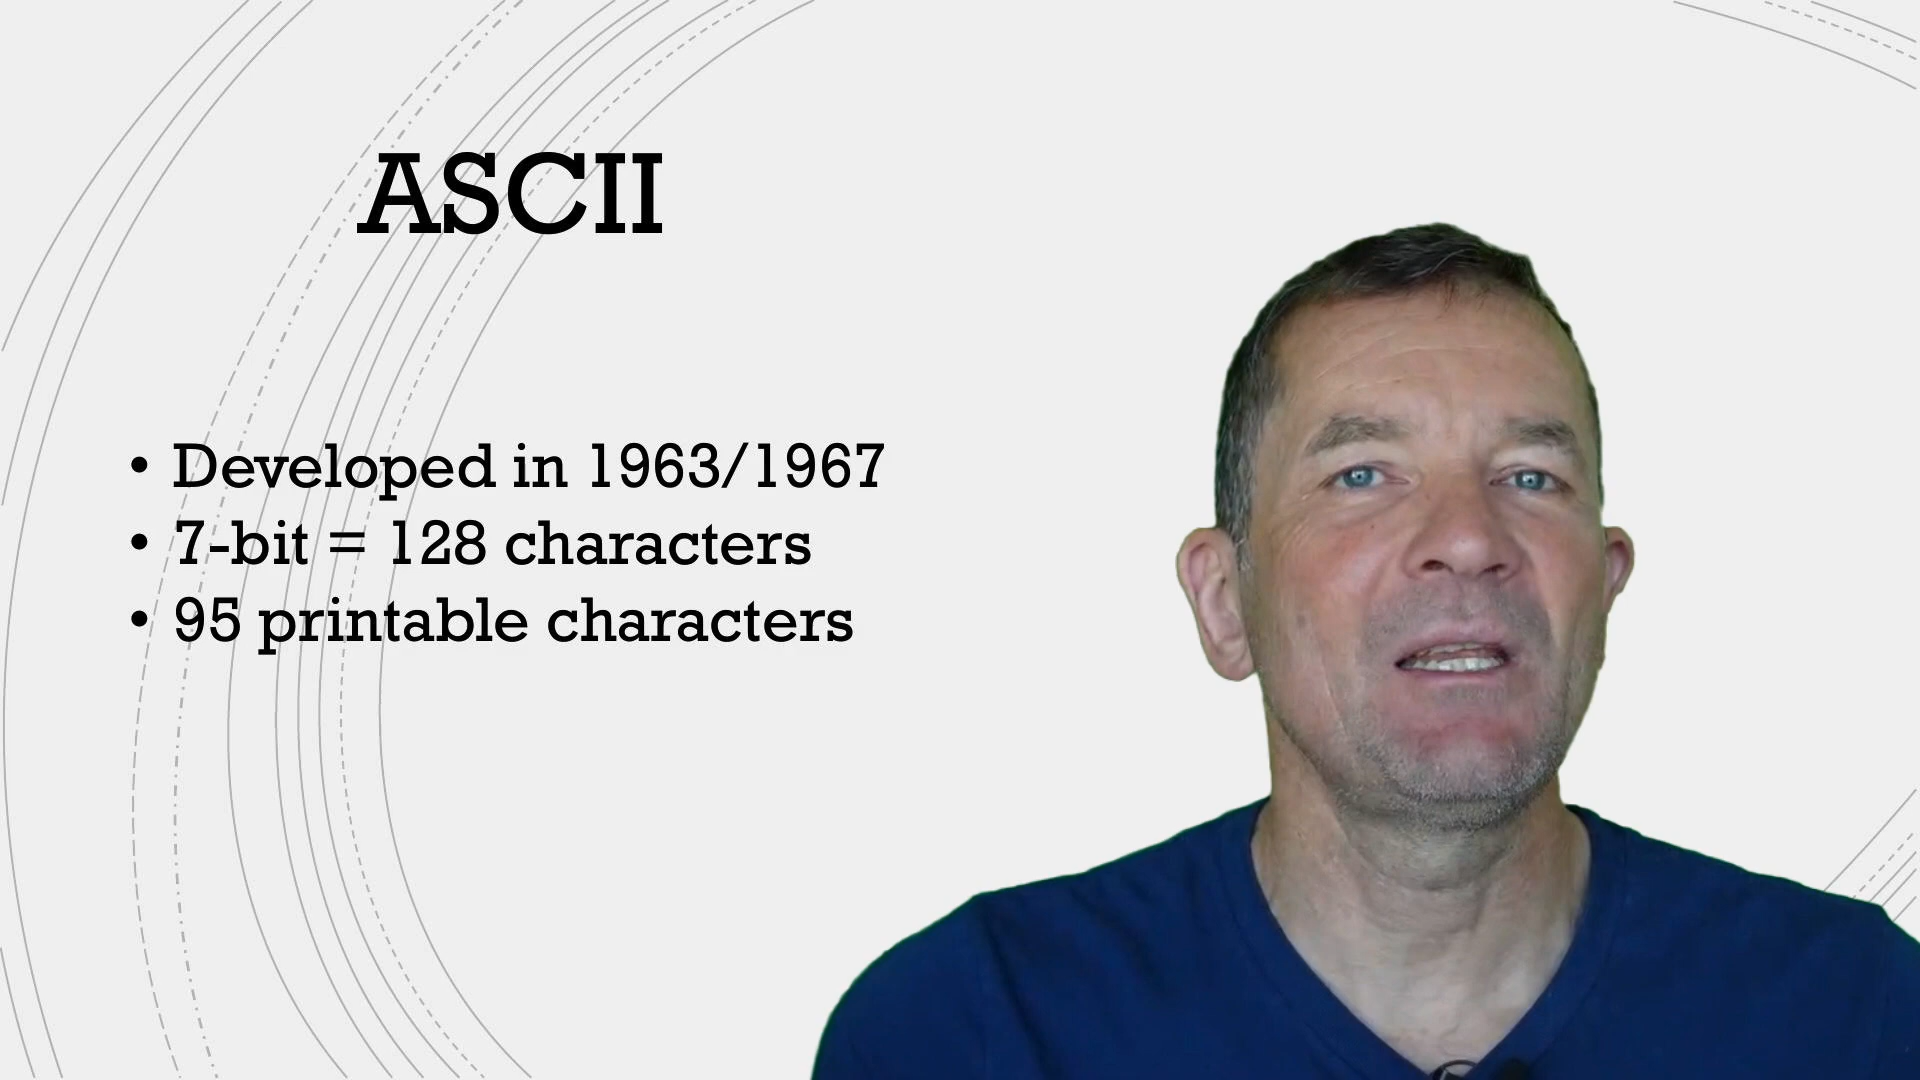 ASCII
• Developed in 1963/1967
• 7-bit = 128 characters
• 95 printable characters